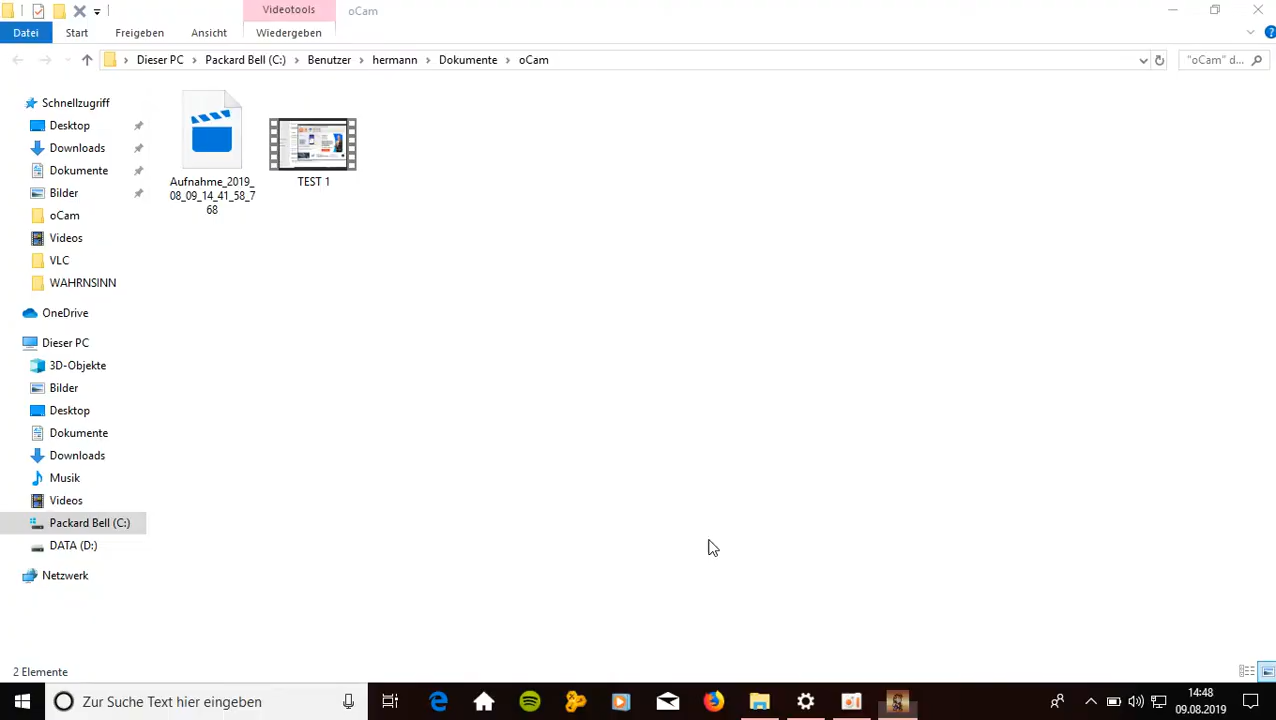 Videotools
oCam
Datei
Start
Freigeben
Ansicht
Wiedergeben
Dieser PC
Packard Bell (C:)
Benutzer
hermann
Dokumente
oCam
"oCam" d...
Schnellzugriff
Desktop
Downloads
Dokumente
Bilder
oCam
Videos
VLC
WAHRNSINN
OneDrive
Dieser PC
3D-Objekte
Bilder
Desktop
Dokumente
Downloads
Musik
Videos
Packard Bell (C:)
DATA (D:)
Netzwerk
Aufnahme_2019_
08_09_14_41_58_7
68
TEST 1
2 Elemente
Zur Suche Text hier eingeben
14:48
09.08.2019